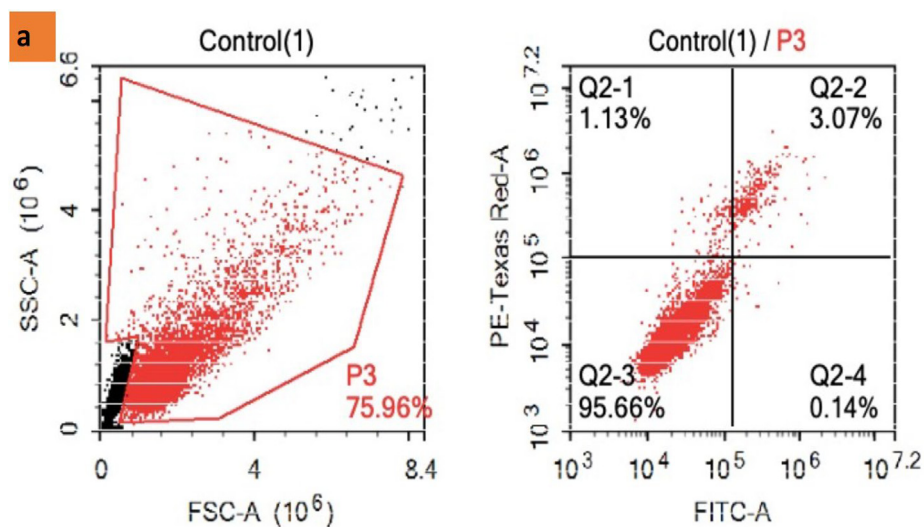 a
Control(1)
6.6
4
2
0
SSC-A (10^6)
P3
75.96%
0
4
8.4
FSC-A (10^6)
Control(1) / P3
10^7.2
10^6
10^5
10^4
10^3
PE-Texas Red-A
Q2-1
1.13%
Q2-2
3.07%
Q2-3
95.66%
Q2-4
0.14%
10^3
10^4
10^5
10^6
10^7.2
FITC-A